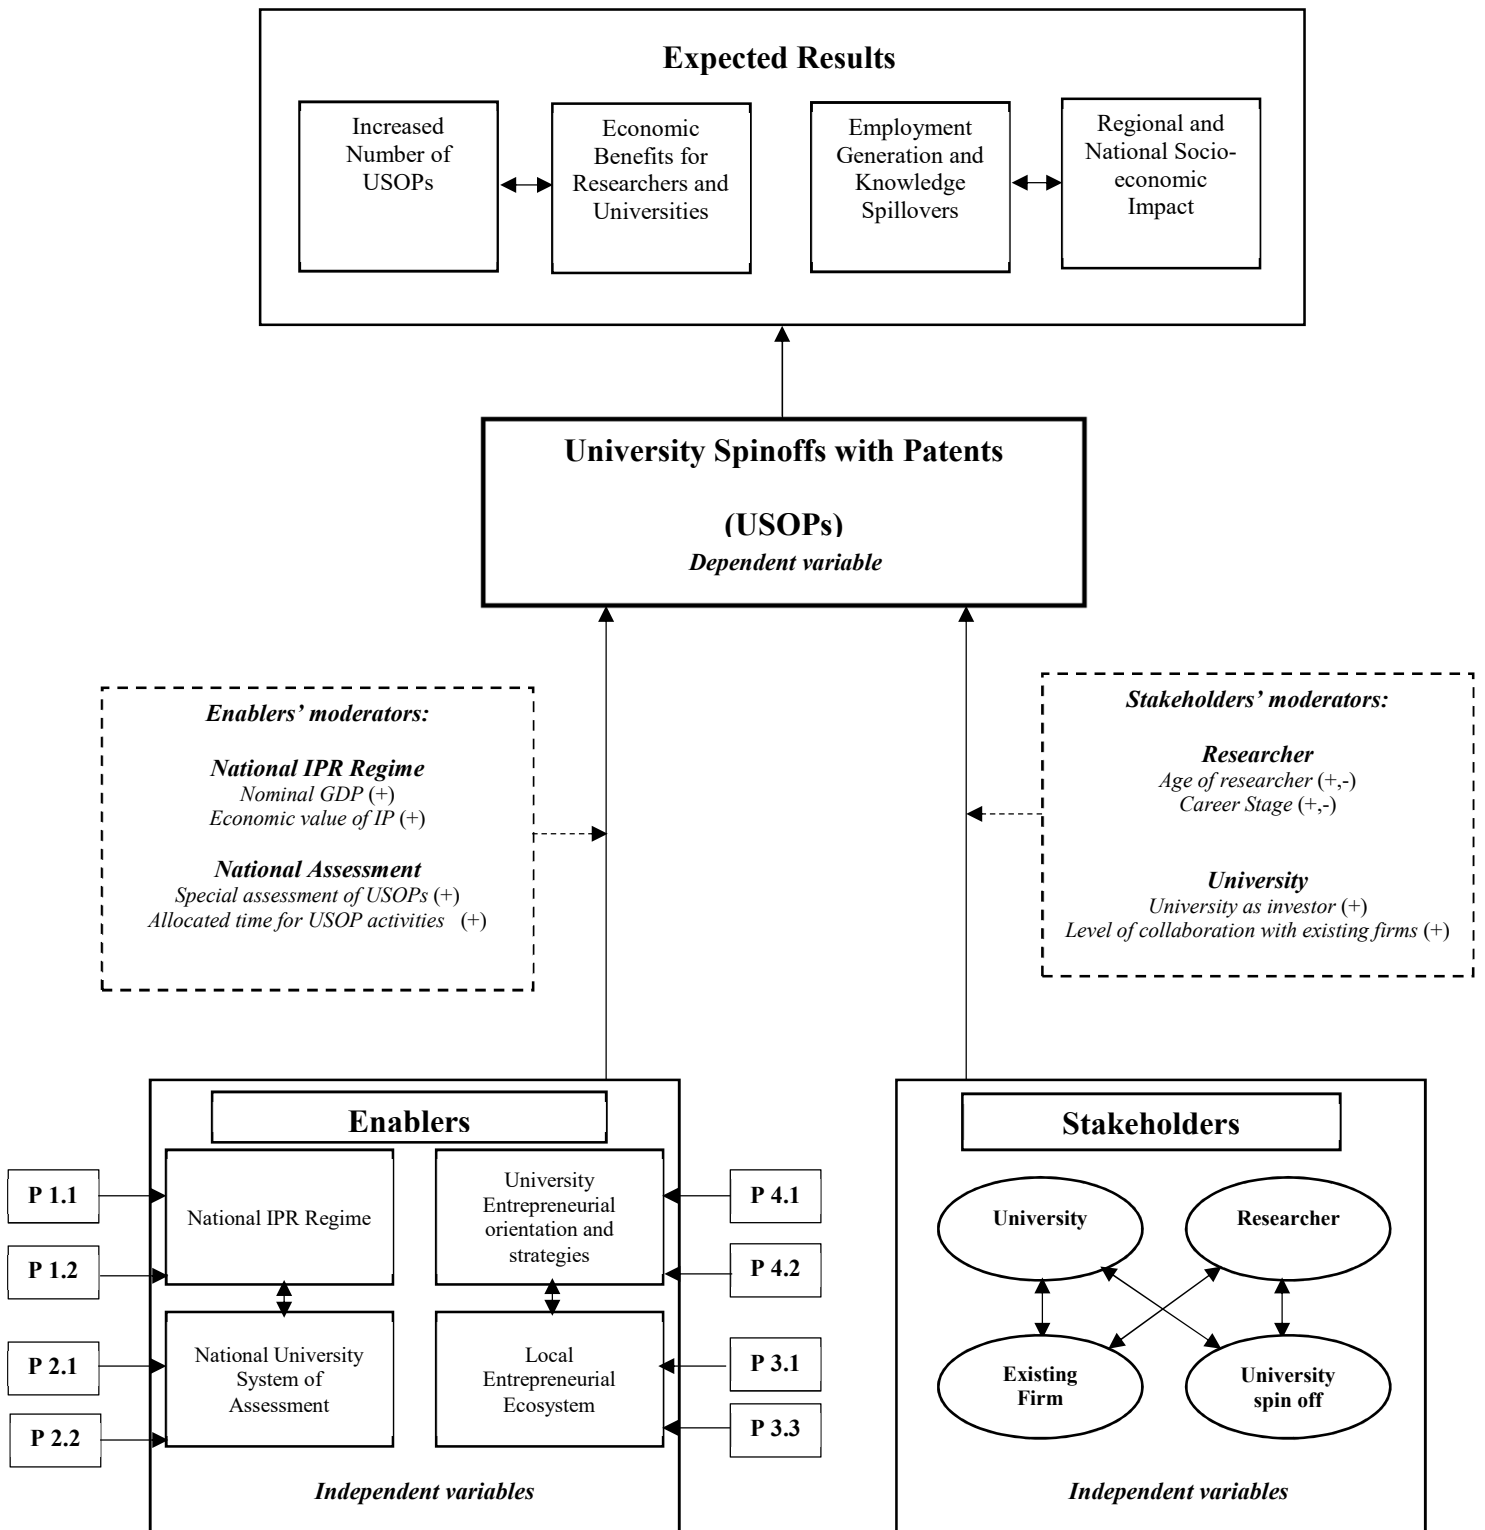 Expected Results
Increased
Number of
USOPs
Economic
Benefits for
Researchers and
Universities
Employment
Generation and
Knowledge
Spillovers
Regional and
National Socio-
economic
Impact
University Spinoffs with Patents
(USOPs)
Dependent variable
Enablers’ moderators:
National IPR Regime
Nominal GDP (+)
Economic value of IP (+)
National Assessment
Special assessment of USOPs (+)
Allocated time for USOP activities (+)
Stakeholders’ moderators:
Researcher
Age of researcher (+,-)
Career Stage (+,-)
University
University as investor (+)
Level of collaboration with existing firms (+)
Enablers
P 1.1
P 1.2
National IPR Regime
University
Entrepreneurial
orientation and
strategies
P 4.1
P 4.2
P 2.1
P 2.2
National University
System of
Assessment
Local
Entrepreneurial
Ecosystem
P 3.1
P 3.3
Independent variables
Stakeholders
University
Researcher
Existing
Firm
University
spin off
Independent variables